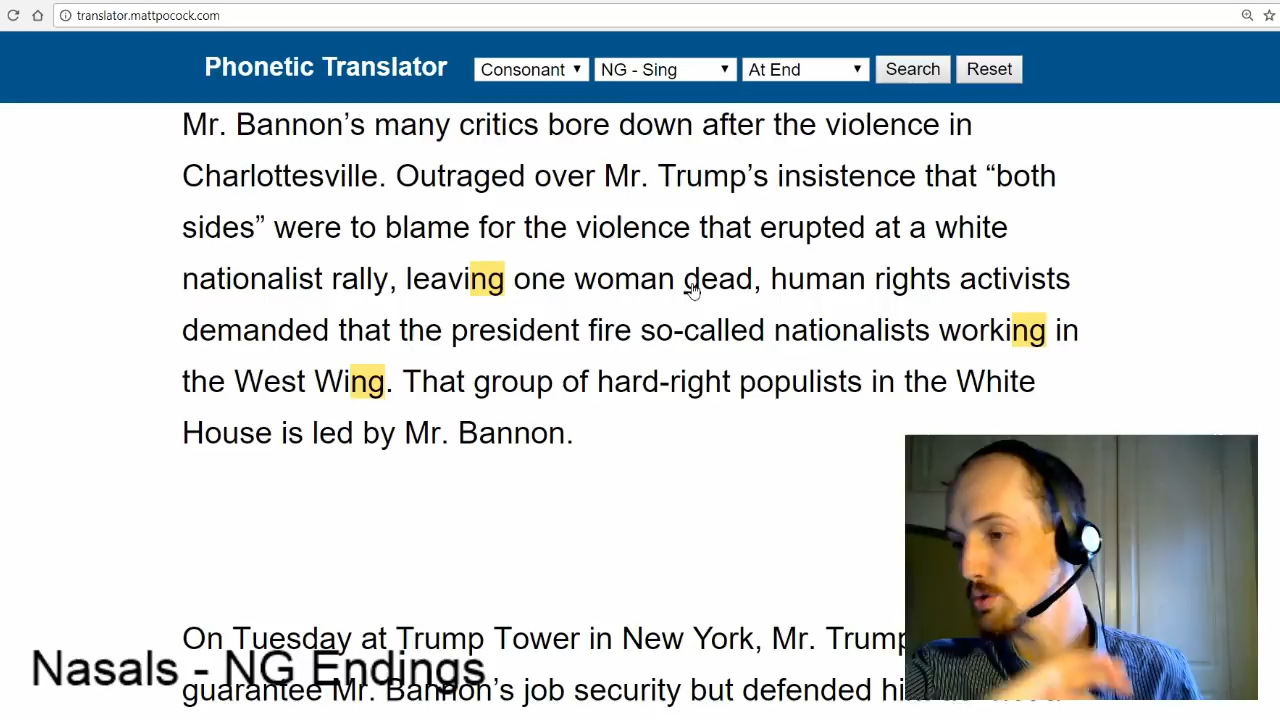 translator.mattpocock.com
Phonetic Translator Consonant NG - Sing At End Search Reset
Mr. Bannon’s many critics bore down after the violence in
Charlottesville. Outraged over Mr. Trump’s insistence that “both
sides” were to blame for the violence that erupted at a white
nationalist rally, leaving one woman dead, human rights activists
demanded that the president fire so-called nationalists working in
the West Wing. That group of hard-right populists in the White
House is led by Mr. Bannon.
On Tuesday at Trump Tower in New York, Mr. Trump
Nasals - NG Endings
guarantee Mr. Bannon’s job security but defended